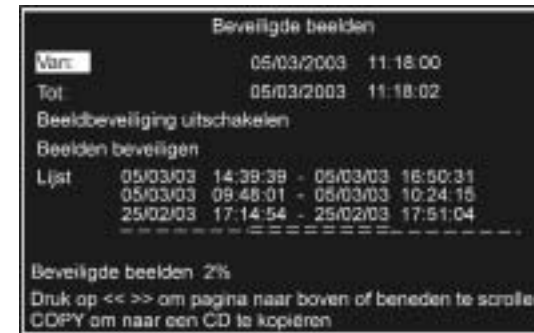 Beveiligde beelden
Van: 05/03/2003 11:18:00
Tot: 05/03/2003 11:18:02
Beeldbeveiliging uitschakelen
Beelden beveiligen
Lijst 05/03/03 14:39:39 - 05/03/03 16:50:31
05/03/03 09:48:01 - 05/03/03 10:24:15
25/02/03 17:14:54 - 25/02/03 17:51:04
Beveiligde beelden 2%
Druk op << >> om pagina naar boven of beneden te scrolle
COPY om naar een CD te kopiëren